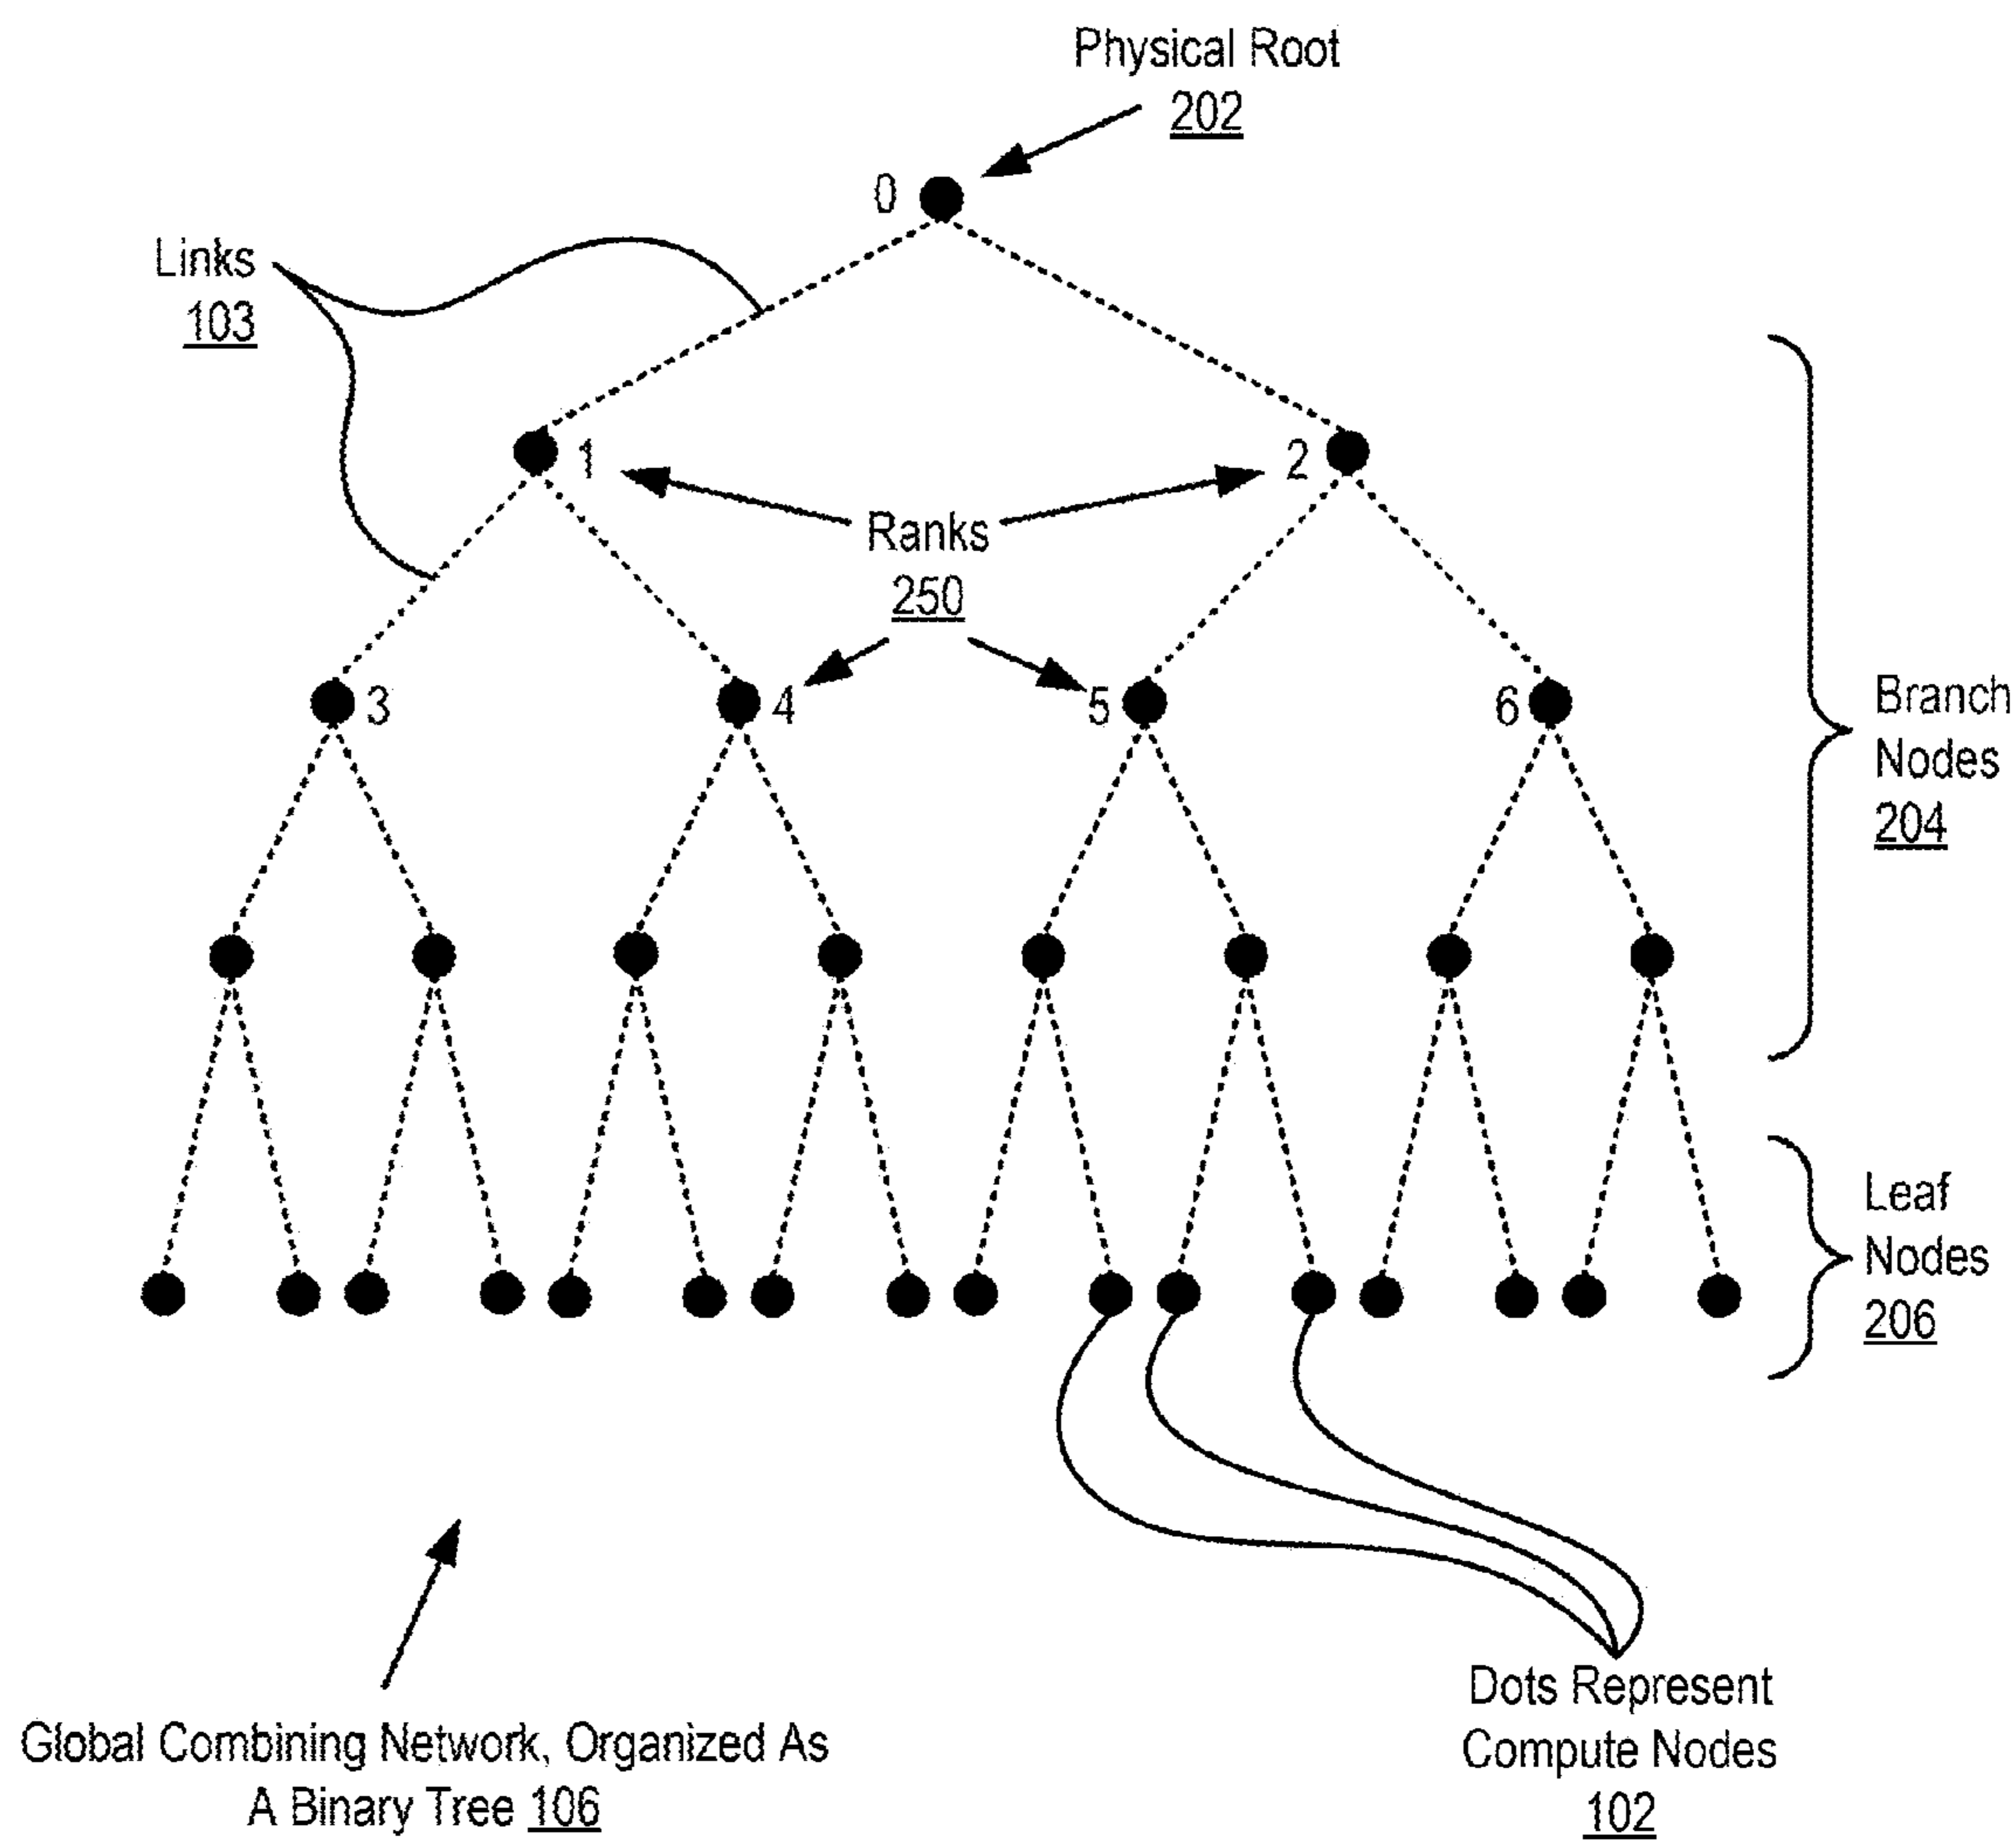 Physical Root
202
0
Links
103
1
2
Ranks
250
3
4
5
6
Branch
Nodes
204
Leaf
Nodes
206
Dots Represent
Compute Nodes
102
Global Combining Network, Organized As
A Binary Tree 106